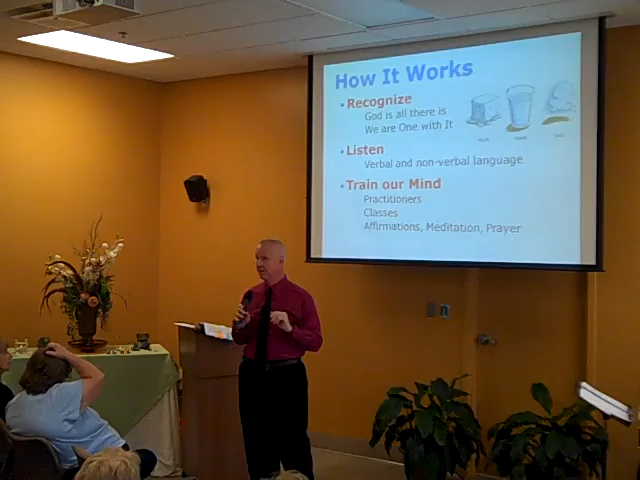 How It Works
• Recognize
God is all there is
We are One with It
• Listen
Verbal and non-verbal language
• Train our Mind
Practitioners
Classes
Affirmations, Meditation, Prayer